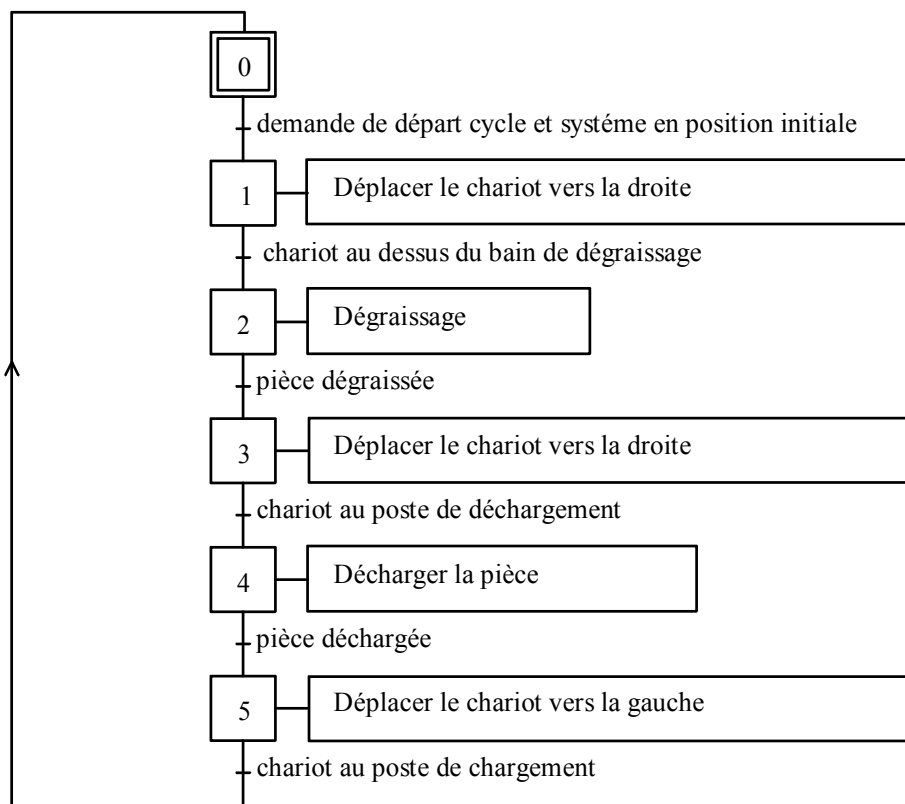 0
demande de départ cycle et systéme en position initiale
1
Déplacer le chariot vers la droite
chariot au dessus du bain de dégraissage
2
Dégraissage
pièce dégraissée
3
Déplacer le chariot vers la droite
chariot au poste de déchargement
4
Décharger la pièce
pièce déchargée
5
Déplacer le chariot vers la gauche
chariot au poste de chargement